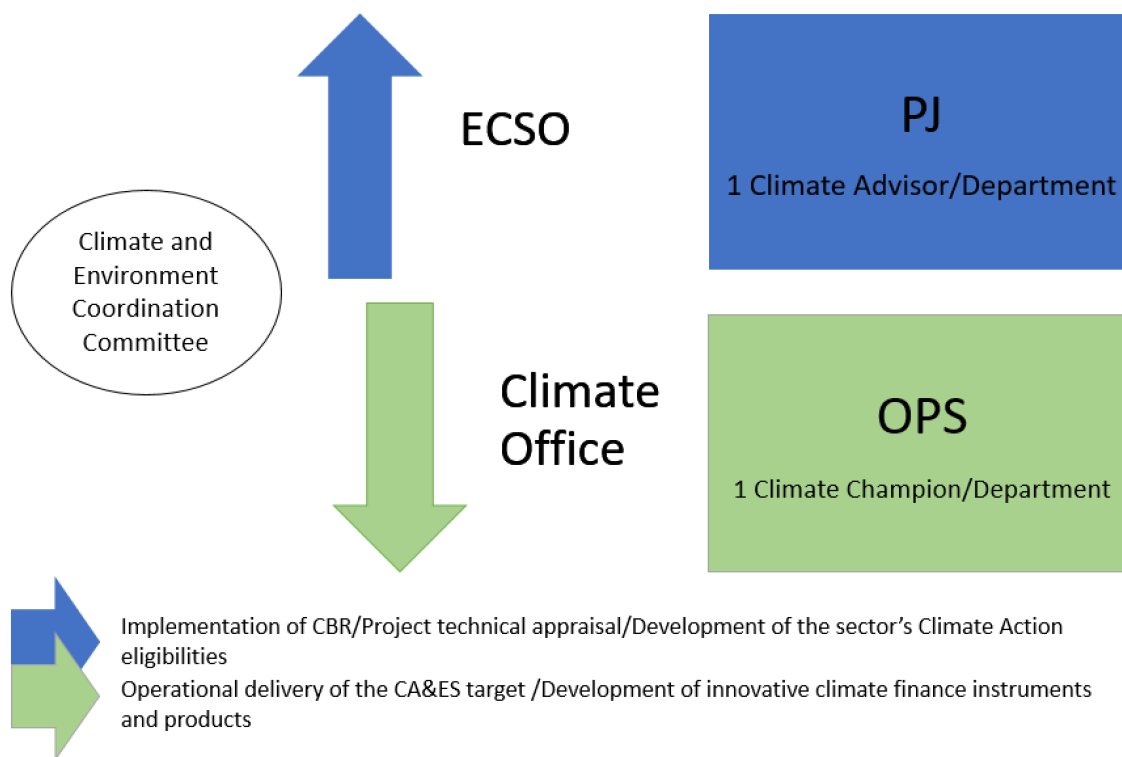 ECSO
PJ
1 Climate Advisor/Department
Climate and
Environment
Coordination
Committee
Climate
Office
OPS
1 Climate Champion/Department
Implementation of CBR/Project technical appraisal/Development of the sector’s Climate Action
eligibilities
Operational delivery of the CA&ES target /Development of innovative climate finance instruments
and products